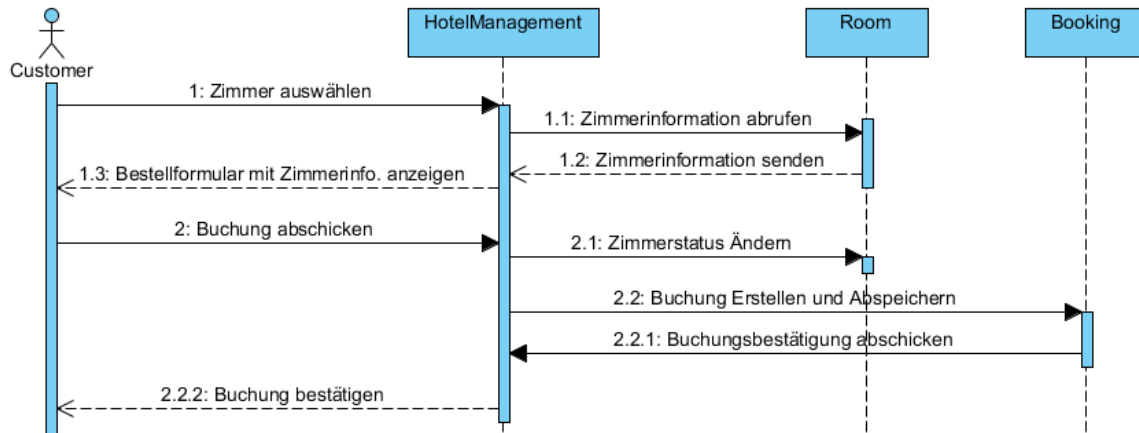 HotelManagement
Room
Booking
Customer
1: Zimmer auswählen
1.1: Zimmerinformation abrufen
1.2: Zimmerinformation senden
1.3: Bestellformular mit Zimmerinfo. anzeigen
2: Buchung abschicken
2.1: Zimmerstatus Ändern
2.2: Buchung Erstellen und Abspeichern
2.2.1: Buchungsbestätigung abschicken
2.2.2: Buchung bestätigen